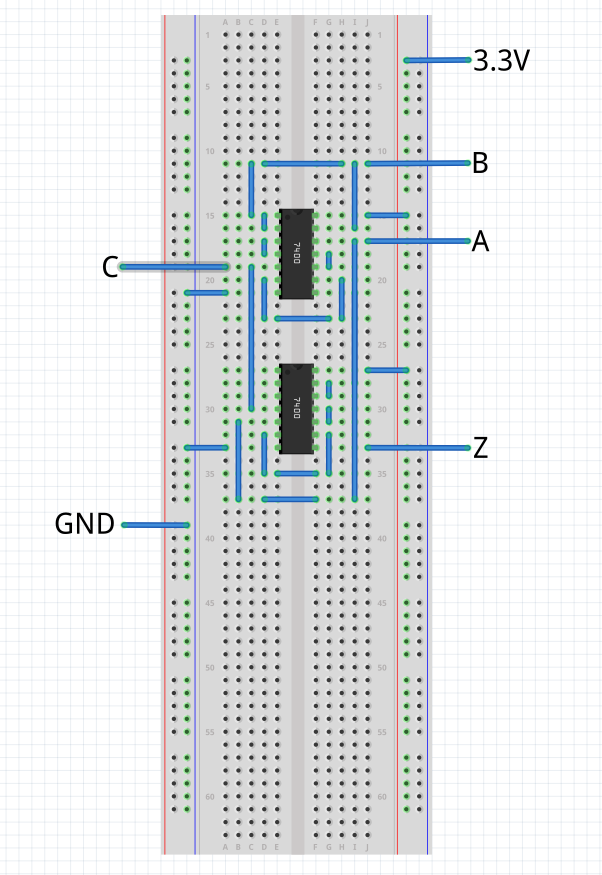 A B C D E F G H I J
1 1
3.3V
5 5
10 10
B
15 15
7400
A
C
20 20
25 25
7400
30 30
Z
35 35
GND
40 40
45 45
50 50
55 55
60 60
A B C D E F G H I J